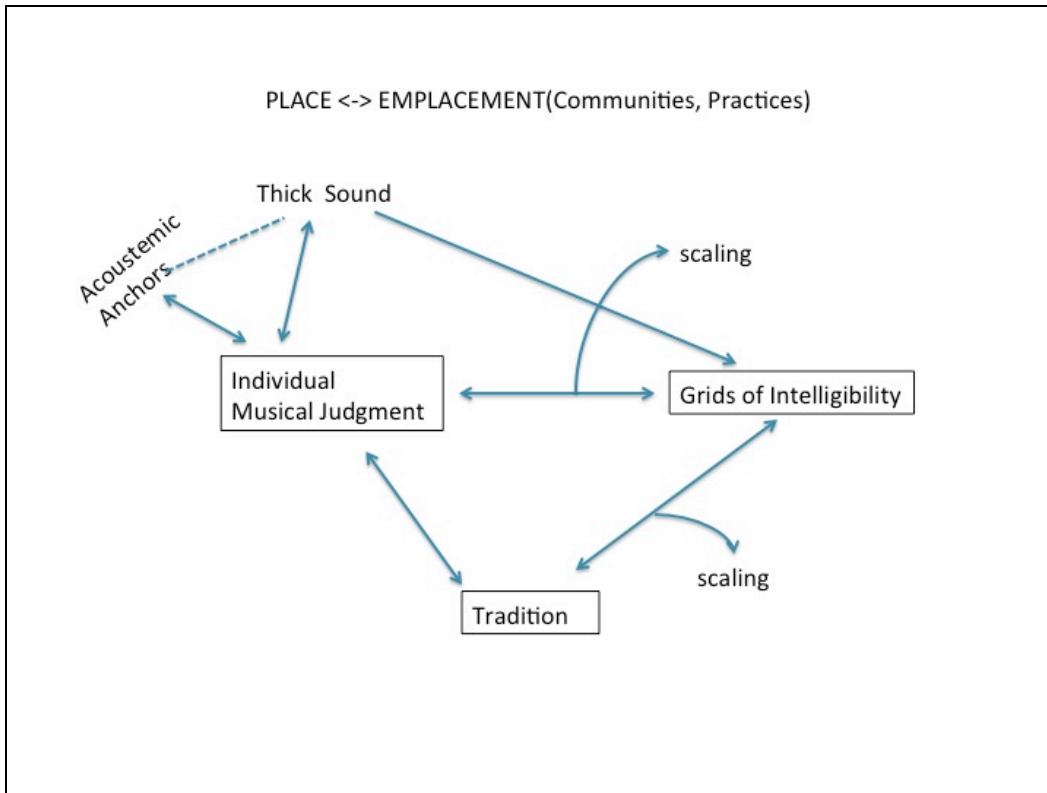 PLACE <-> EMPLACEMENT(Communities, Practices)
Thick Sound
Acoustemic
Anchors
scaling
Individual
Musical Judgment
Grids of Intelligibility
scaling
Tradition